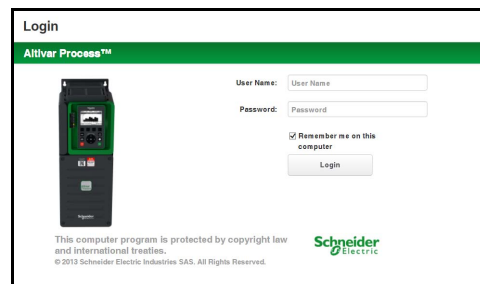 Login
Altivar Process™
User Name:
User Name
Password:
Password
Remember me on this
computer
Login
This computer program is protected by copyright law
and international treaties.
© 2013 Schneider Electric Industries SAS. All Rights Reserved.
Schneider
Electric